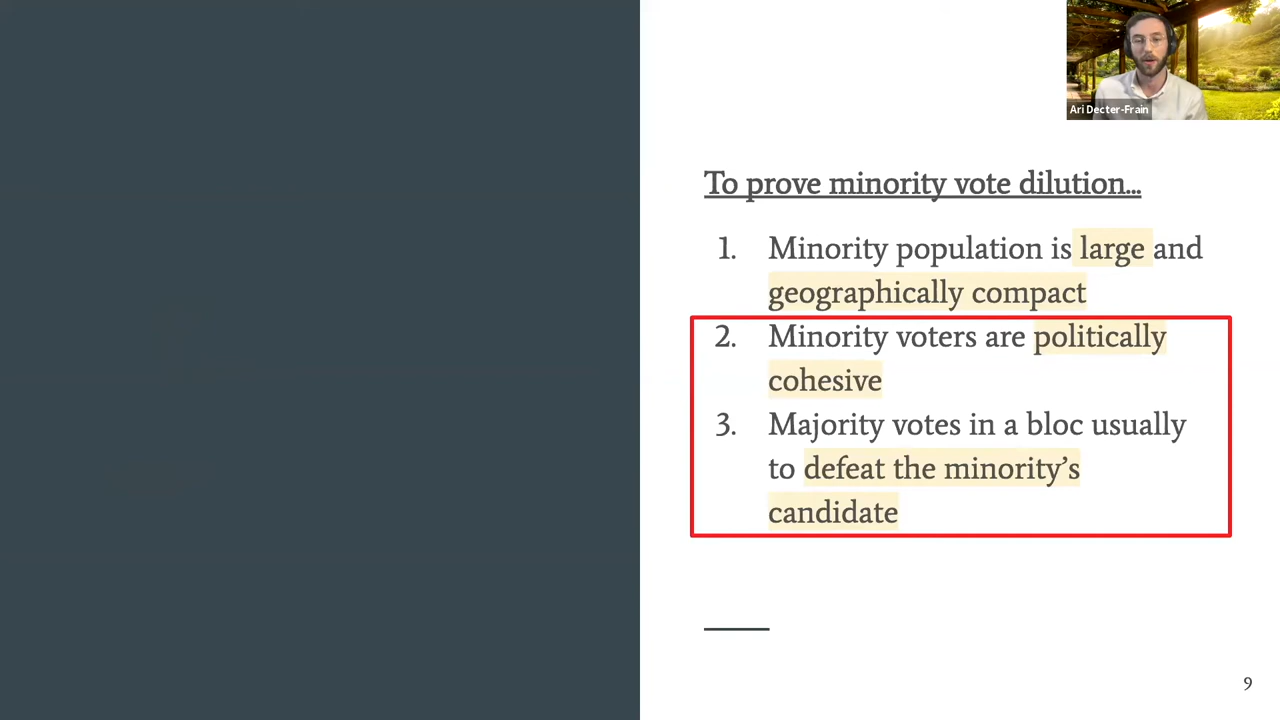 Ari Decter-Frain
To prove minority vote dilution...
1. Minority population is large and
geographically compact
2. Minority voters are politically
cohesive
3. Majority votes in a bloc usually
to defeat the minority’s
candidate
9